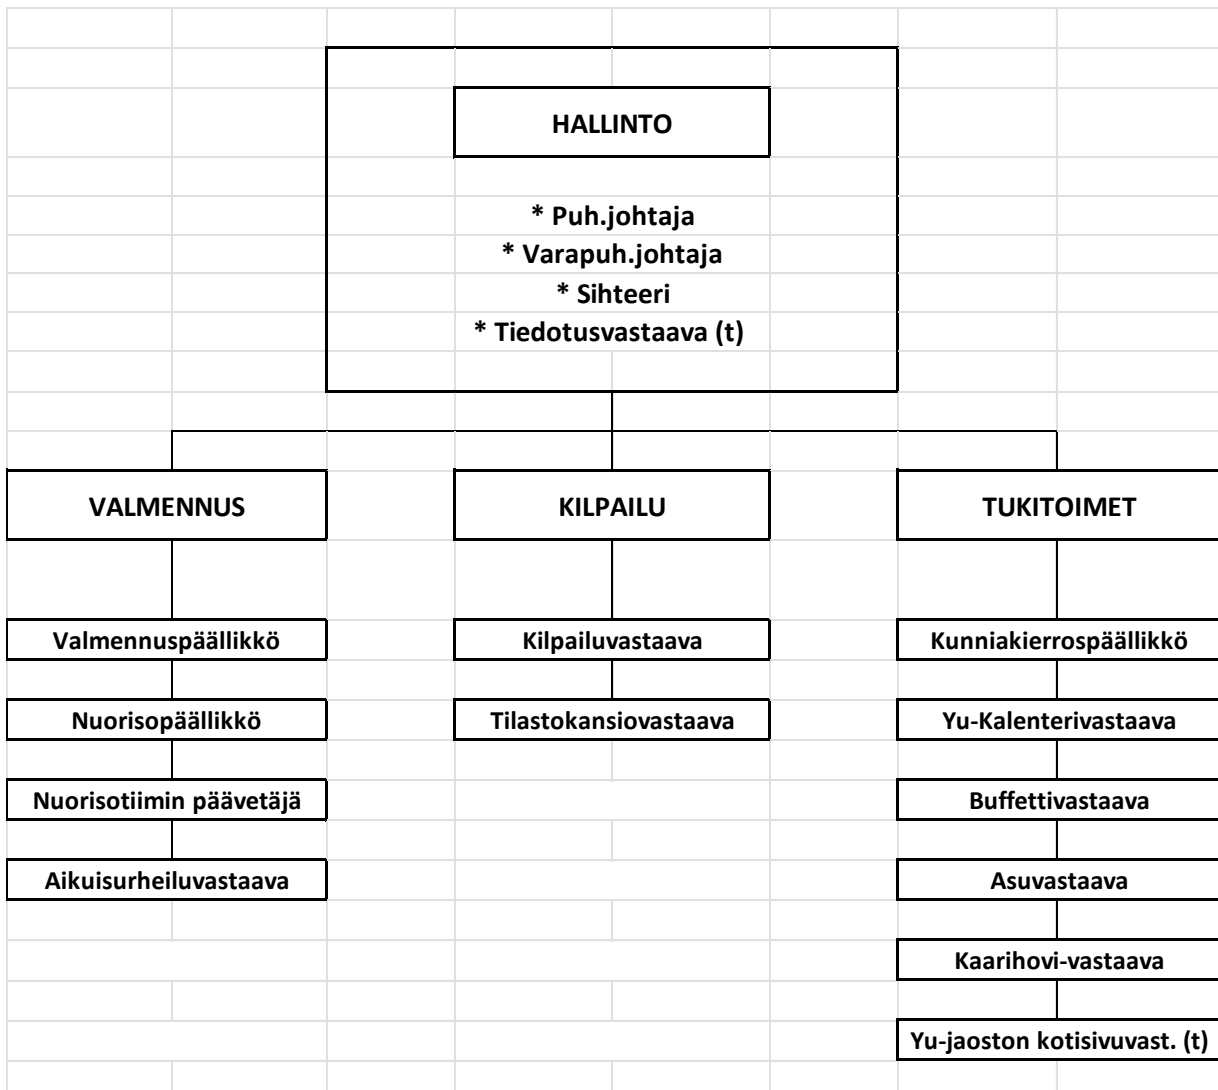 HALLINTO
* Puh.johtaja
* Varapuh.johtaja
* Sihteeri
* Tiedotusvastaava (t)
VALMENNUS
KILPAILU
TUKITOIMET
Valmennuspäällikkö
Kilpailuvastaava
Kunniakierrospäällikkö
Nuorisopäällikkö
Tilastokansiovastaava
Yu-Kalenterivastaava
Nuorisotiimin päävetäjä
Buffettivastaava
Aikuisurheiluvastaava
Asuvastaava
Kaarihovi-vastaava
Yu-jaoston kotisivuvast. (t)